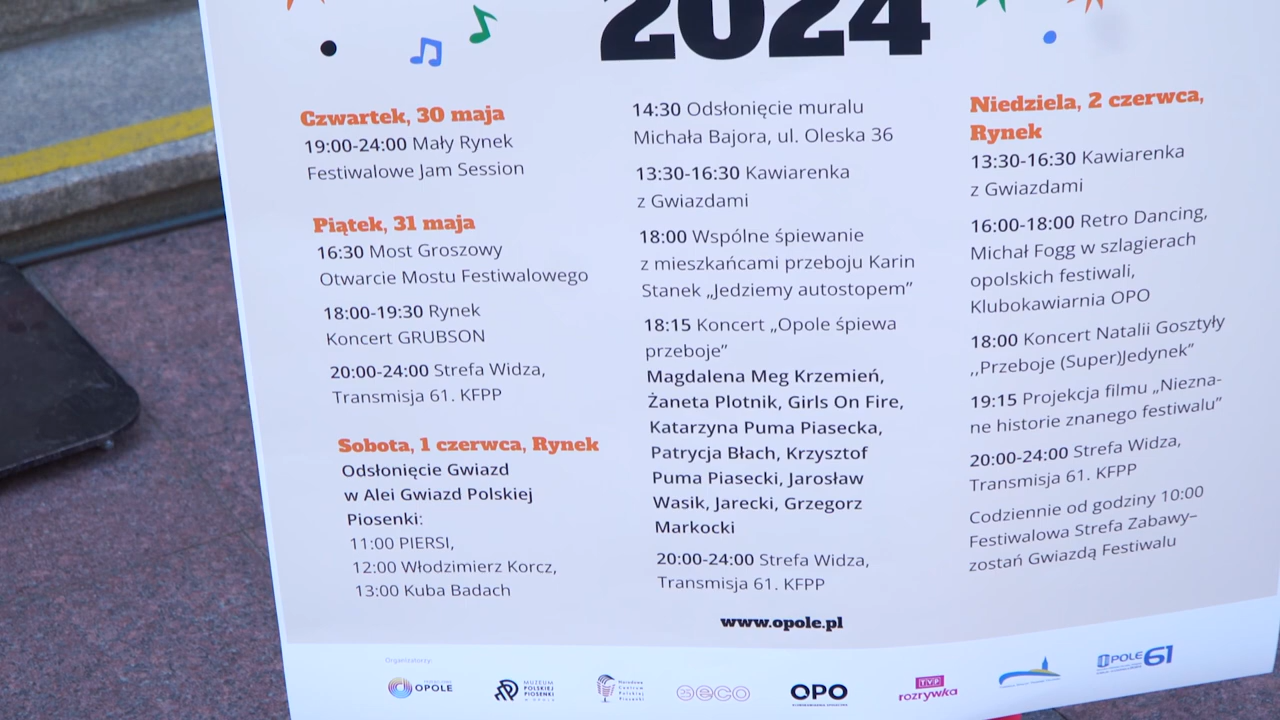 2024
Czwartek, 30 maja
19:00-24:00 Mały Rynek
Festiwalowe Jam Session
Piątek, 31 maja
16:30 Most Groszowy
Otwarcie Mostu Festiwalowego
18:00-19:30 Rynek
Koncert GRUBSON
20:00-24:00 Strefa Widza,
Transmisja 61. KFPP
Sobota, 1 czerwca, Rynek
Odsłonięcie Gwiazd
w Alei Gwiazd Polskiej
Piosenki:
11:00 PIERSI,
12:00 Włodzimierz Korcz,
13:00 Kuba Badach
14:30 Odsłonięcie muralu
Michała Bajora, ul. Oleska 36
13:30-16:30 Kawiarenka
z Gwiazdami
18:00 Wspólne śpiewanie
z mieszkańcami przeboju Karin
Stanek „Jedziemy autostopem”
18:15 Koncert „Opole śpiewa
przeboje”
Magdalena Meg Krzemień,
Żaneta Plotnik, Girls On Fire,
Katarzyna Puma Piasecka,
Patrycja Błach, Krzysztof
Puma Piasecki, Jarosław
Wasik, Jarecki, Grzegorz
Markocki
20:00-24:00 Strefa Widza,
Transmisja 61. KFPP
Niedziela, 2 czerwca,
Rynek
13:30-16:30 Kawiarenka
z Gwiazdami
16:00-18:00 Retro Dancing,
Michał Fogg w szlagierach
opolskich festiwali,
Klubokawiarnia OPO
18:00 Koncert Natalii Gosztyły
,,Przeboje (Super)Jedynek”
19:15 Projekcja filmu „Niezna-
ne historie znanego festiwalu”
20:00-24:00 Strefa Widza,
Transmisja 61. KFPP
Codziennie od godziny 10:00
Festiwalowa Strefa Zabawy–
zostań Gwiazdą Festiwalu
www.opole.pl
Organizatorzy:
OPOLE
MUZEUM
POLSKIEJ
PIOSENKI
Narodowe
Centrum
Polskiej
Piosenki
OPO
TVP
rozrywka
OPOLE 61